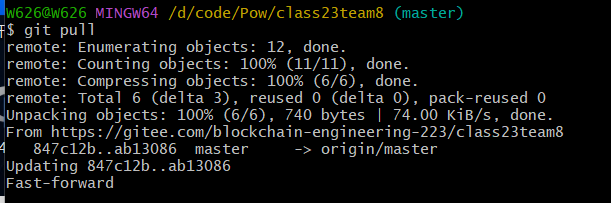 W626@W626 MINGW64 /d/code/Pow/class23team8 (master)
$ git pull
remote: Enumerating objects: 12, done.
remote: Counting objects: 100% (11/11), done.
remote: Compressing objects: 100% (6/6), done.
remote: Total 6 (delta 3), reused 0 (delta 0), pack-reused 0
Unpacking objects: 100% (6/6), 740 bytes | 74.00 KiB/s, done.
From https://gitee.com/blockchain-engineering-223/class23team8
   847c12b..ab13086  master     -> origin/master
Updating 847c12b..ab13086
Fast-forward